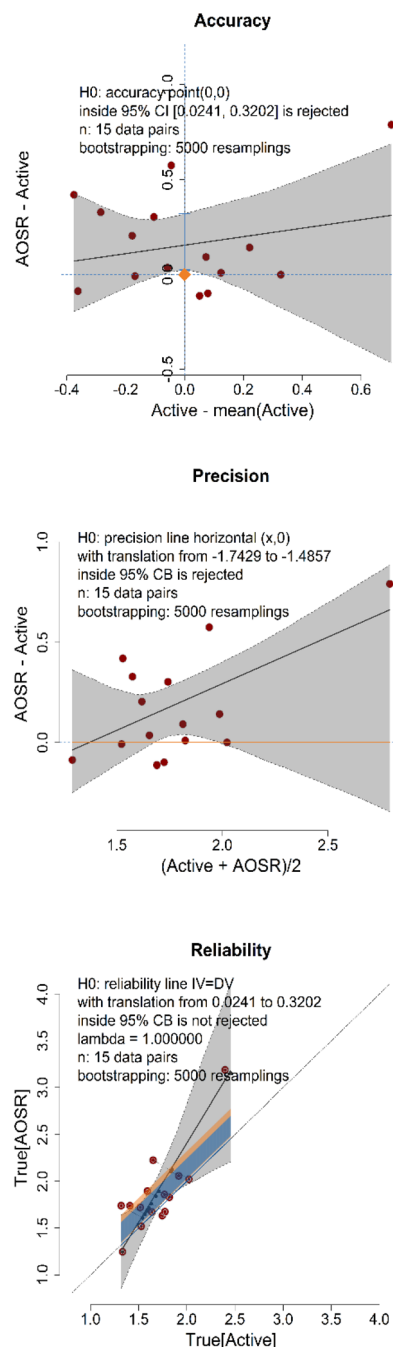 Accuracy
H0: accuracy point(0,0)
inside 95% CI [0.0241, 0.3202] is rejected
n: 15 data pairs
bootstrapping: 5000 resamplings
AOSR - Active
1.0
0.5
0.0
-0.5
-0.4 -0.2 0.0 0.2 0.4 0.6
Active - mean(Active)
Precision
H0: precision line horizontal (x,0)
with translation from -1.7429 to -1.4857
inside 95% CB is rejected
n: 15 data pairs
bootstrapping: 5000 resamplings
AOSR - Active
1.0
0.5
0.0
1.5 2.0 2.5
(Active + AOSR)/2
Reliability
H0: reliability line IV=DV
with translation from 0.0241 to 0.3202
inside 95% CB is not rejected
lambda = 1.000000
n: 15 data pairs
bootstrapping: 5000 resamplings
True[AOSR]
4.0
3.5
3.0
2.5
2.0
1.5
1.0
1.0 1.5 2.0 2.5 3.0 3.5 4.0
True[Active]